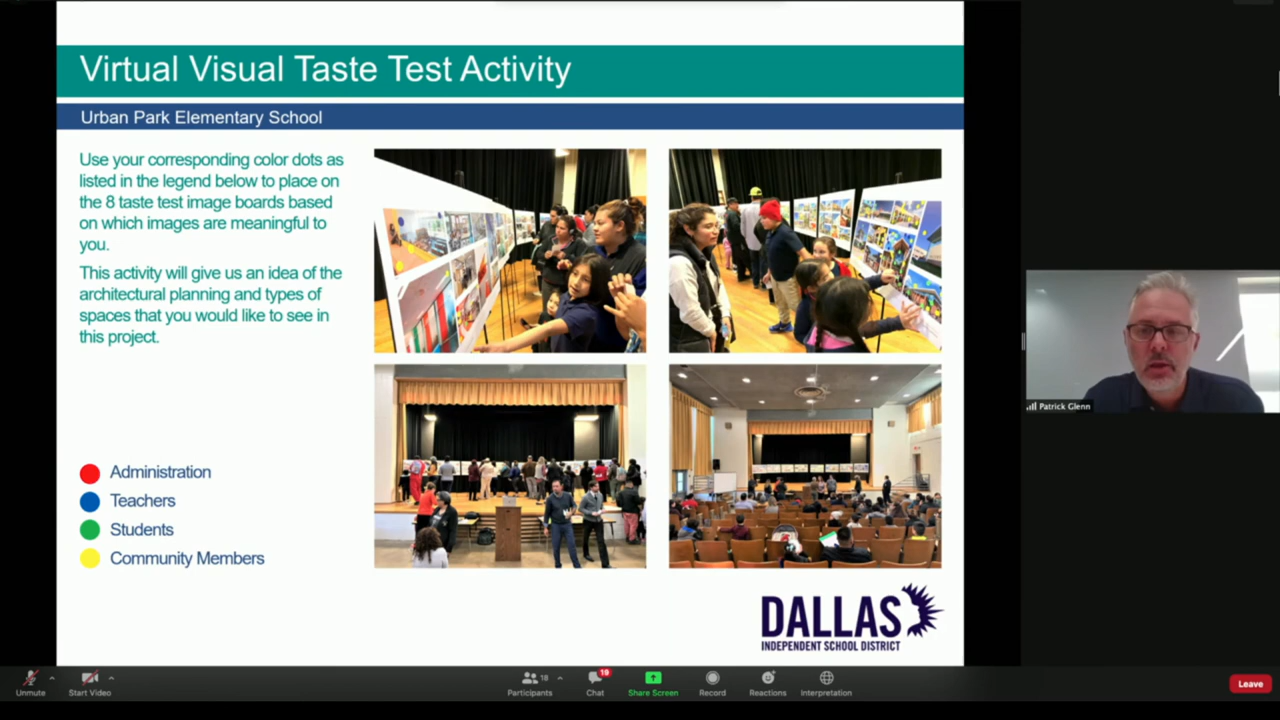 Virtual Visual Taste Test Activity
Urban Park Elementary School
Use your corresponding color dots as
listed in the legend below to place on
the 8 taste test image boards based
on which images are meaningful to
you.
This activity will give us an idea of the
architectural planning and types of
spaces that you would like to see in
this project.
Administration
Teachers
Students
Community Members
DALLAS
INDEPENDENT SCHOOL DISTRICT
Patrick Glenn
Unmute
Start Video
18
Participants
19
Chat
Share Screen
Record
Reactions
Interpretation
Leave